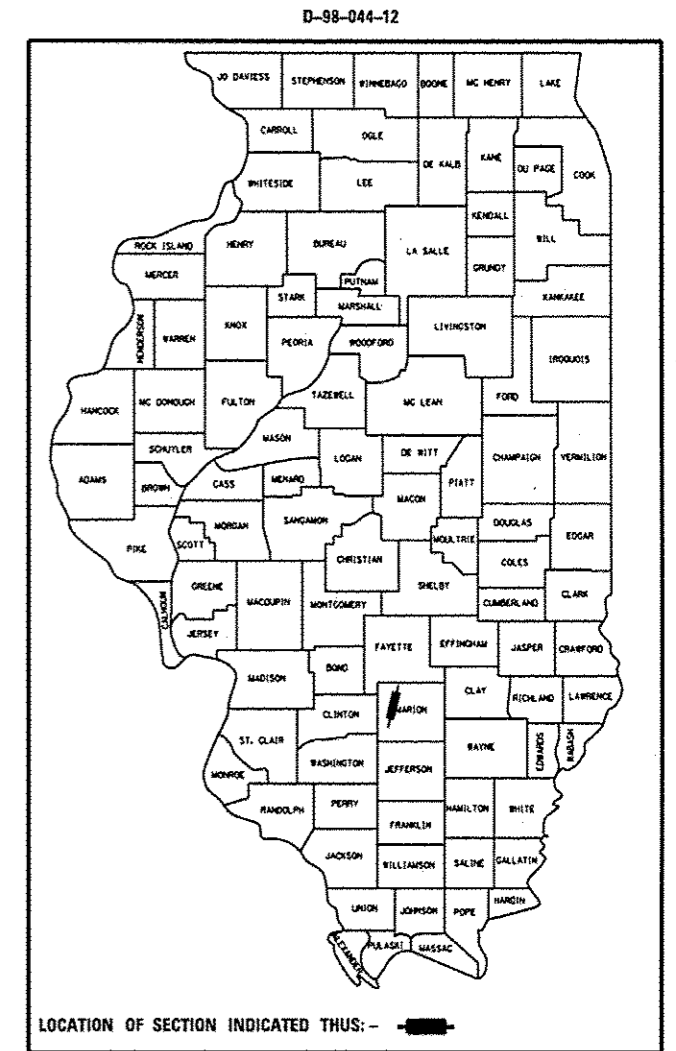 D-98-044-12
JO DAVIESS STEPHENSON WINNEBAGO BOONE MC HENRY LAKE
CARROLL OGLE DE KALB KANE DU PAGE COOK
WHITESIDE LEE
KENDALL WILL
ROCK ISLAND HENRY BUREAU LA SALLE GRUNDY
MERCER PUTNAM
STARK MARSHALL KANKAKEE
HENDERSON WARREN KNOX PEORIA WOODFORD LIVINGSTON IROQUOIS
HANCOCK MC DONOUGH FULTON TAZEWELL MC LEAN FORD
MASON
SCHUYLER LOGAN DE WITT CHAMPAIGN VERMILION
ADAMS BROWN CASS MENARD MACON PIATT
PIKE SCOTT MORGAN SANGAMON MOULTRIE DOUGLAS EDGAR
CHRISTIAN COLES
GREENE MACOUPIN MONTGOMERY SHELBY CUMBERLAND CLARK
CALHOUN JERSEY
FAYETTE EFFINGHAM JASPER CRAWFORD
MADISON BOND
CLAY RICHLAND LAWRENCE
CLINTON MARION
ST. CLAIR WAYNE EDWARDS WABASH
MONROE WASHINGTON JEFFERSON
RANDOLPH PERRY HAMILTON WHITE
FRANKLIN
JACKSON WILLIAMSON SALINE GALLATIN
UNION JOHNSON POPE HARDIN
ALEXANDER PULASKI MASSAC
LOCATION OF SECTION INDICATED THUS: -